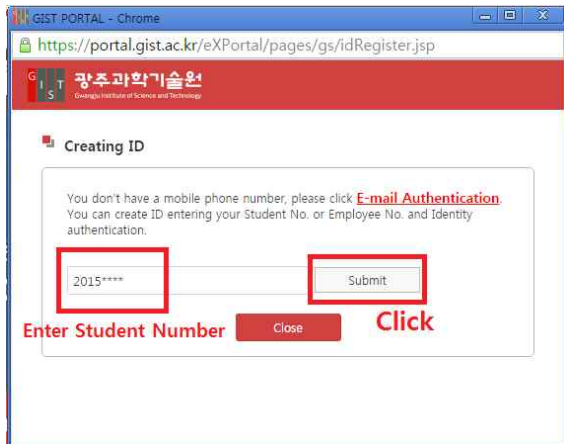 GIST PORTAL - Chrome
https://portal.gist.ac.kr/eXPortal/pages/gs/idRegister.jsp
GIST 광주과학기술원
Gwangju Institute of Science and Technology
Creating ID
You don't have a mobile phone number, please click E-mail Authentication.
You can create ID entering your Student No. or Employee No. and Identity
authentication.
2015**** Submit
Enter Student Number Close Click